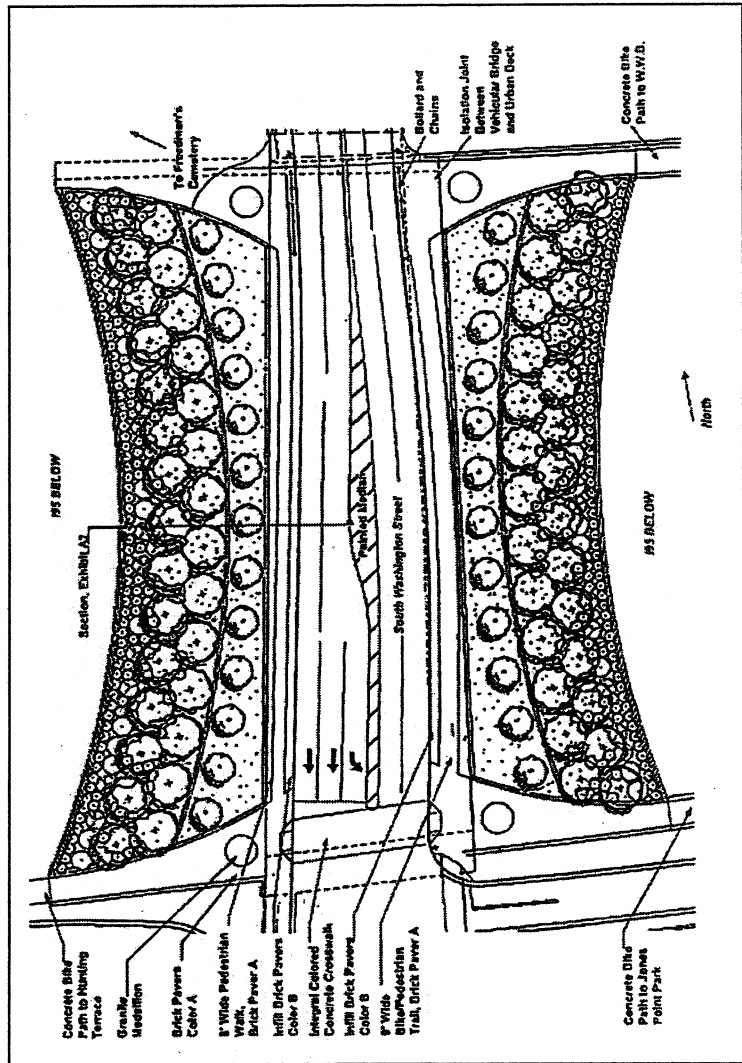 Concrete Bike
Path to Hunting
Terrace
Granite
Medallion
Brick Pavers
Color A
8' Wide Pedestrian
Walk,
Brick Paver A
Infill Brick Pavers
Color B
Integral Colored
Concrete Crosswalk
Infill Brick Pavers
Color B
9' Wide
Bike/Pedestrian
Trail, Brick Paver A
Concrete Bike
Path to Jones
Point Park
I95 BELOW
Section, Exhibit A2
Painted Median
South Washington Street
I95 BELOW
North
To Freedmen's
Cemetery
Bollard and
Chains
Isolation Joint
Between
Vehicular Bridge
and Urban Deck
Concrete Bike
Path to W.W.B.